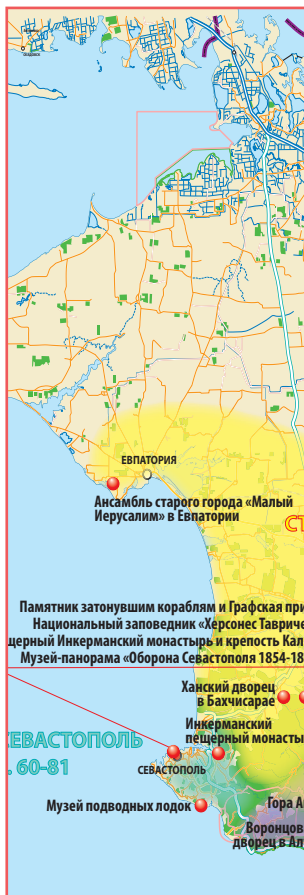 ЕВПАТОРИЯ
Ансамбль старого города «Малый
Иерусалим» в Евпатории
СТ
Памятник затонувшим кораблям и Графская при
Национальный заповедник «Херсонес Тавриче
щерный Инкерманский монастырь и крепость Кал
Музей-панорама «Оборона Севастополя 1854-18
Ханский дворец
в Бахчисарае
Инкерманский
пещерный монасты
ЕВАСТОПОЛЬ
. 60-81
СЕВАСТОПОЛЬ
Музей подводных лодок
Гора А
Воронцов
дворец в Ал